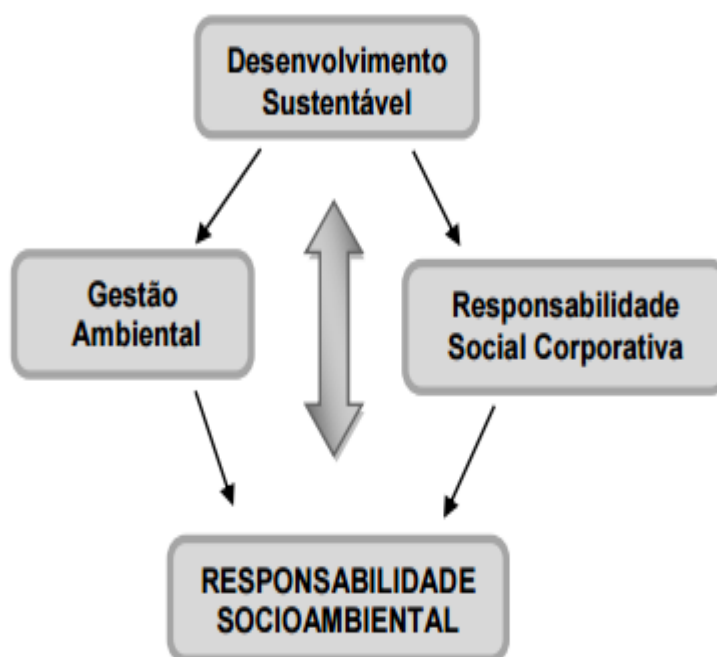 Desenvolvimento
Sustentável
Gestão
Ambiental
Responsabilidade
Social Corporativa
RESPONSABILIDADE
SOCIOAMBIENTAL